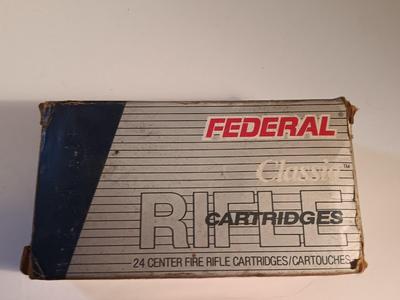 FEDERAL
Classic™
RIFLE
CARTRIDGES
24 CENTER FIRE RIFLE CARTRIDGES/CARTOUCHES